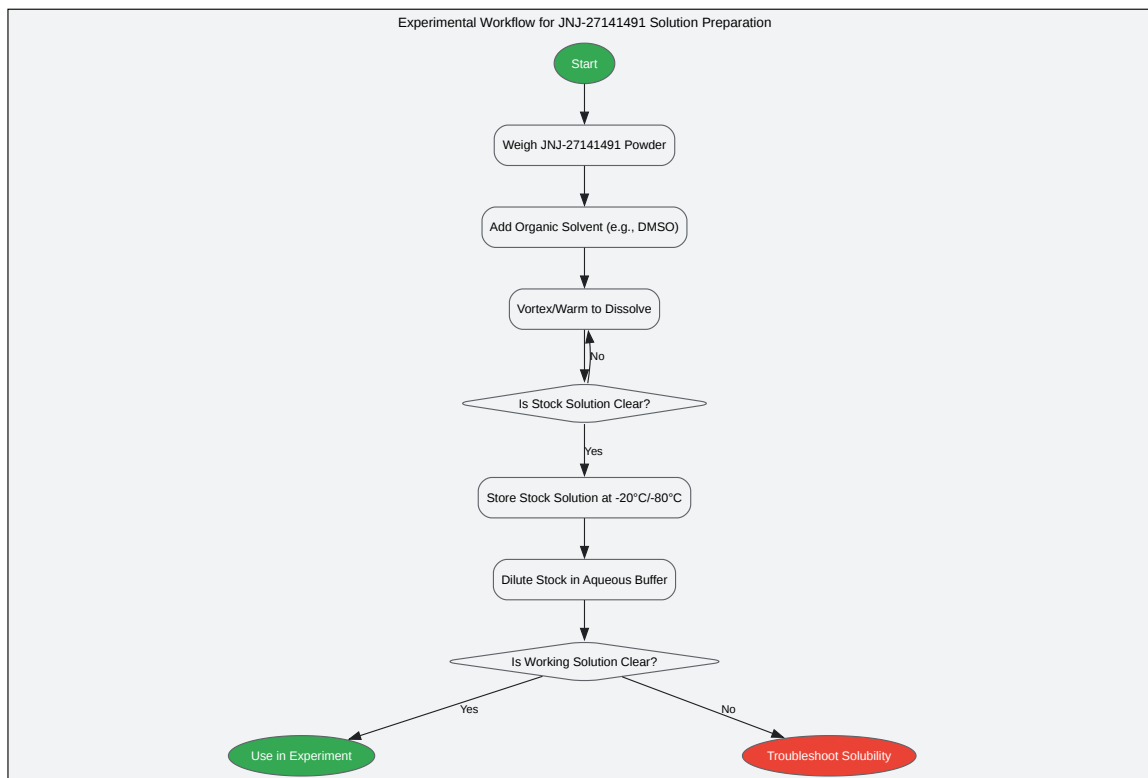 Experimental Workflow for JNJ-27141491 Solution Preparation
Start
Weigh JNJ-27141491 Powder
Add Organic Solvent (e.g., DMSO)
Vortex/Warm to Dissolve
No
Is Stock Solution Clear?
Yes
Store Stock Solution at -20°C/-80°C
Dilute Stock in Aqueous Buffer
Is Working Solution Clear?
Yes
No
Use in Experiment
Troubleshoot Solubility